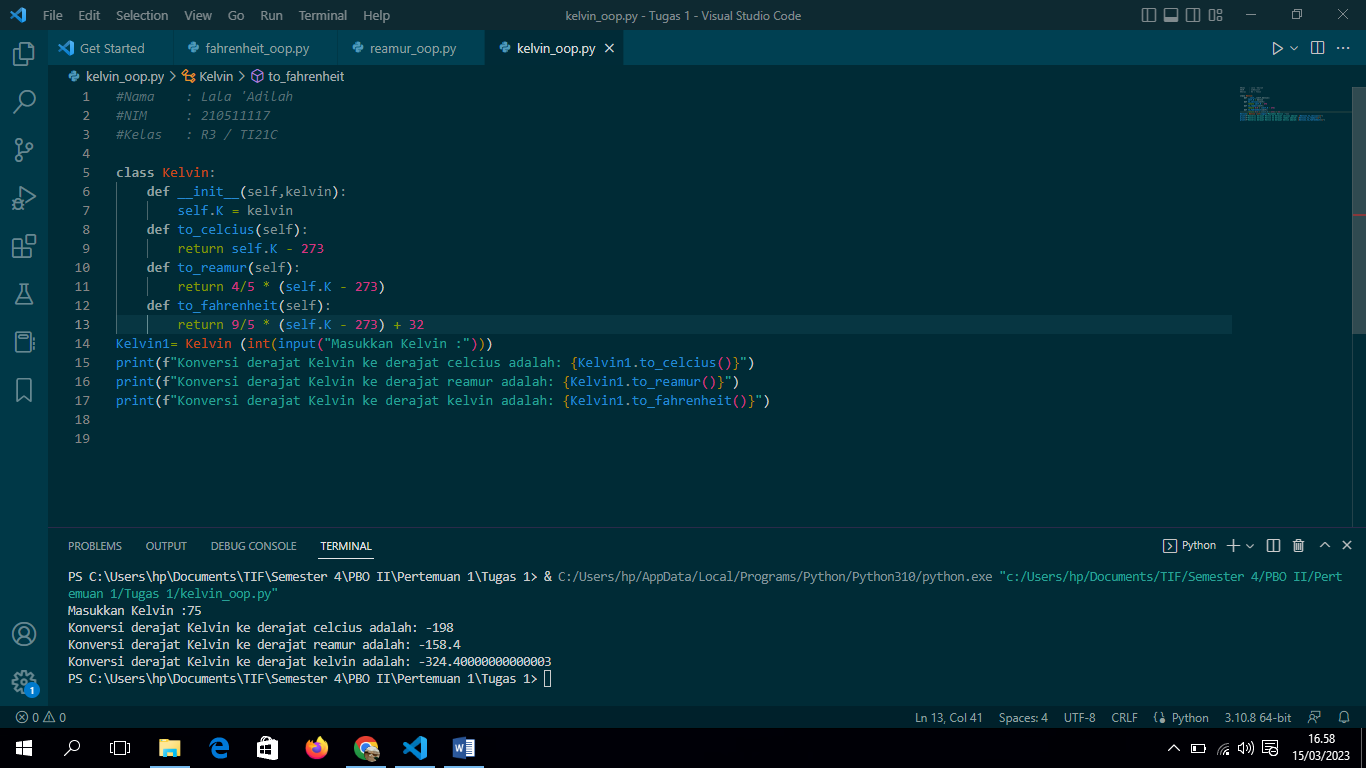 File Edit Selection View Go Run Terminal Help
kelvin_oop.py - Tugas 1 - Visual Studio Code
Get Started fahrenheit_oop.py reamur_oop.py kelvin_oop.py
kelvin_oop.py > Kelvin > to_fahrenheit
1 #Nama    : Lala 'Adilah
2 #NIM     : 210511117
3 #Kelas   : R3 / TI21C
4
5 class Kelvin:
6     def __init__(self,kelvin):
7         self.K = kelvin
8     def to_celcius(self):
9         return self.K - 273
10     def to_reamur(self):
11         return 4/5 * (self.K - 273)
12     def to_fahrenheit(self):
13         return 9/5 * (self.K - 273) + 32
14 Kelvin1= Kelvin (int(input("Masukkan Kelvin :")))
15 print(f"Konversi derajat Kelvin ke derajat celcius adalah: {Kelvin1.to_celcius()}")
16 print(f"Konversi derajat Kelvin ke derajat reamur adalah: {Kelvin1.to_reamur()}")
17 print(f"Konversi derajat Kelvin ke derajat kelvin adalah: {Kelvin1.to_fahrenheit()}")
18
19
PROBLEMS OUTPUT DEBUG CONSOLE TERMINAL
Python
PS C:\Users\hp\Documents\TIF\Semester 4\PBO II\Pertemuan 1\Tugas 1> & C:/Users/hp/AppData/Local/Programs/Python/Python310/python.exe "c:/Users/hp/Documents/TIF/Semester 4/PBO II/Pert
emuan 1/Tugas 1/kelvin_oop.py"
Masukkan Kelvin :75
Konversi derajat Kelvin ke derajat celcius adalah: -198
Konversi derajat Kelvin ke derajat reamur adalah: -158.4
Konversi derajat Kelvin ke derajat kelvin adalah: -324.40000000000003
PS C:\Users\hp\Documents\TIF\Semester 4\PBO II\Pertemuan 1\Tugas 1>
1
0 0
Ln 13, Col 41 Spaces: 4 UTF-8 CRLF Python 3.10.8 64-bit
16.58
15/03/2023